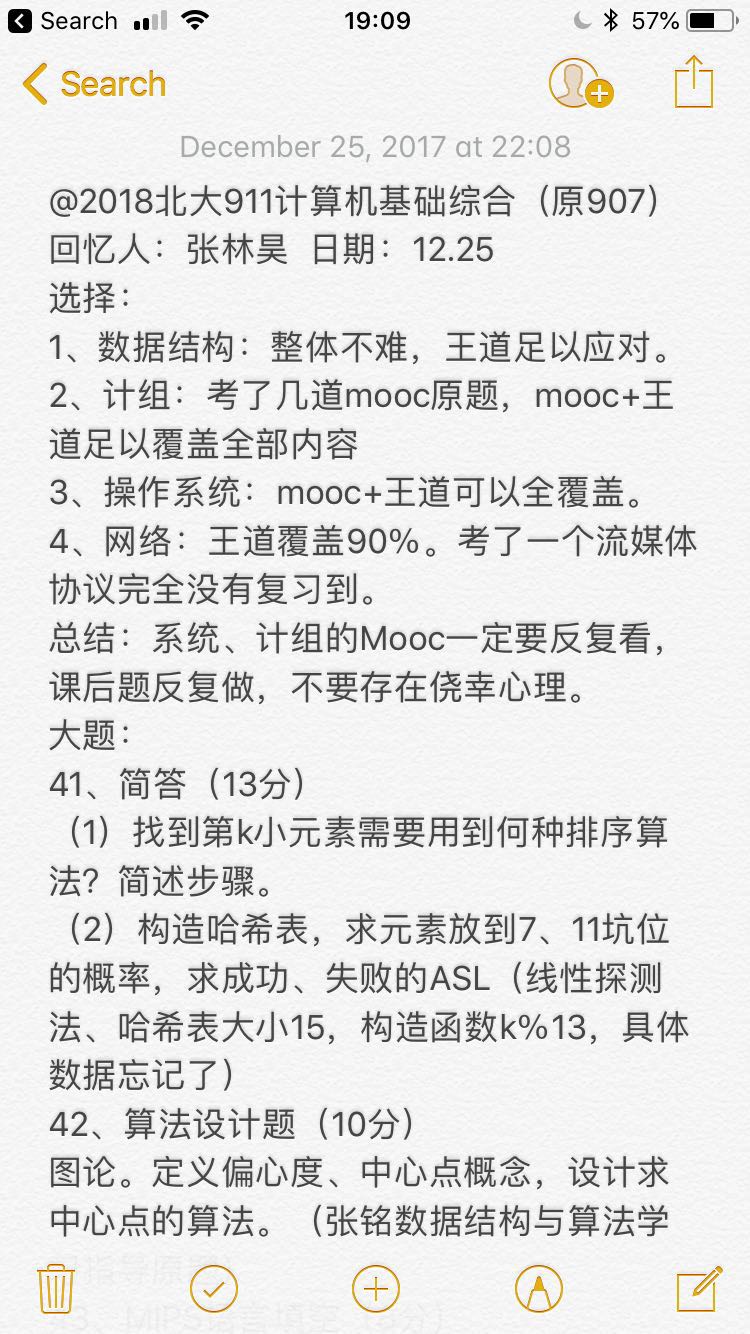 Search 19:09 57%
Search
December 25, 2017 at 22:08
@2018北大911计算机基础综合（原907）
回忆人：张林昊 日期：12.25
选择：
1、数据结构：整体不难，王道足以应对。
2、计组：考了几道mooc原题，mooc+王
道足以覆盖全部内容
3、操作系统：mooc+王道可以全覆盖。
4、网络：王道覆盖90%。考了一个流媒体
协议完全没有复习到。
总结：系统、计组的Mooc一定要反复看，
课后题反复做，不要存在侥幸心理。
大题：
41、简答（13分）
（1）找到第k小元素需要用到何种排序算
法？简述步骤。
（2）构造哈希表，求元素放到7、11坑位
的概率，求成功、失败的ASL（线性探测
法、哈希表大小15，构造函数k%13，具体
数据忘记了）
42、算法设计题（10分）
图论。定义偏心度、中心点概念，设计求
中心点的算法。（张铭数据结构与算法学
习指导原题）
43、MIPS语言填空（8分）